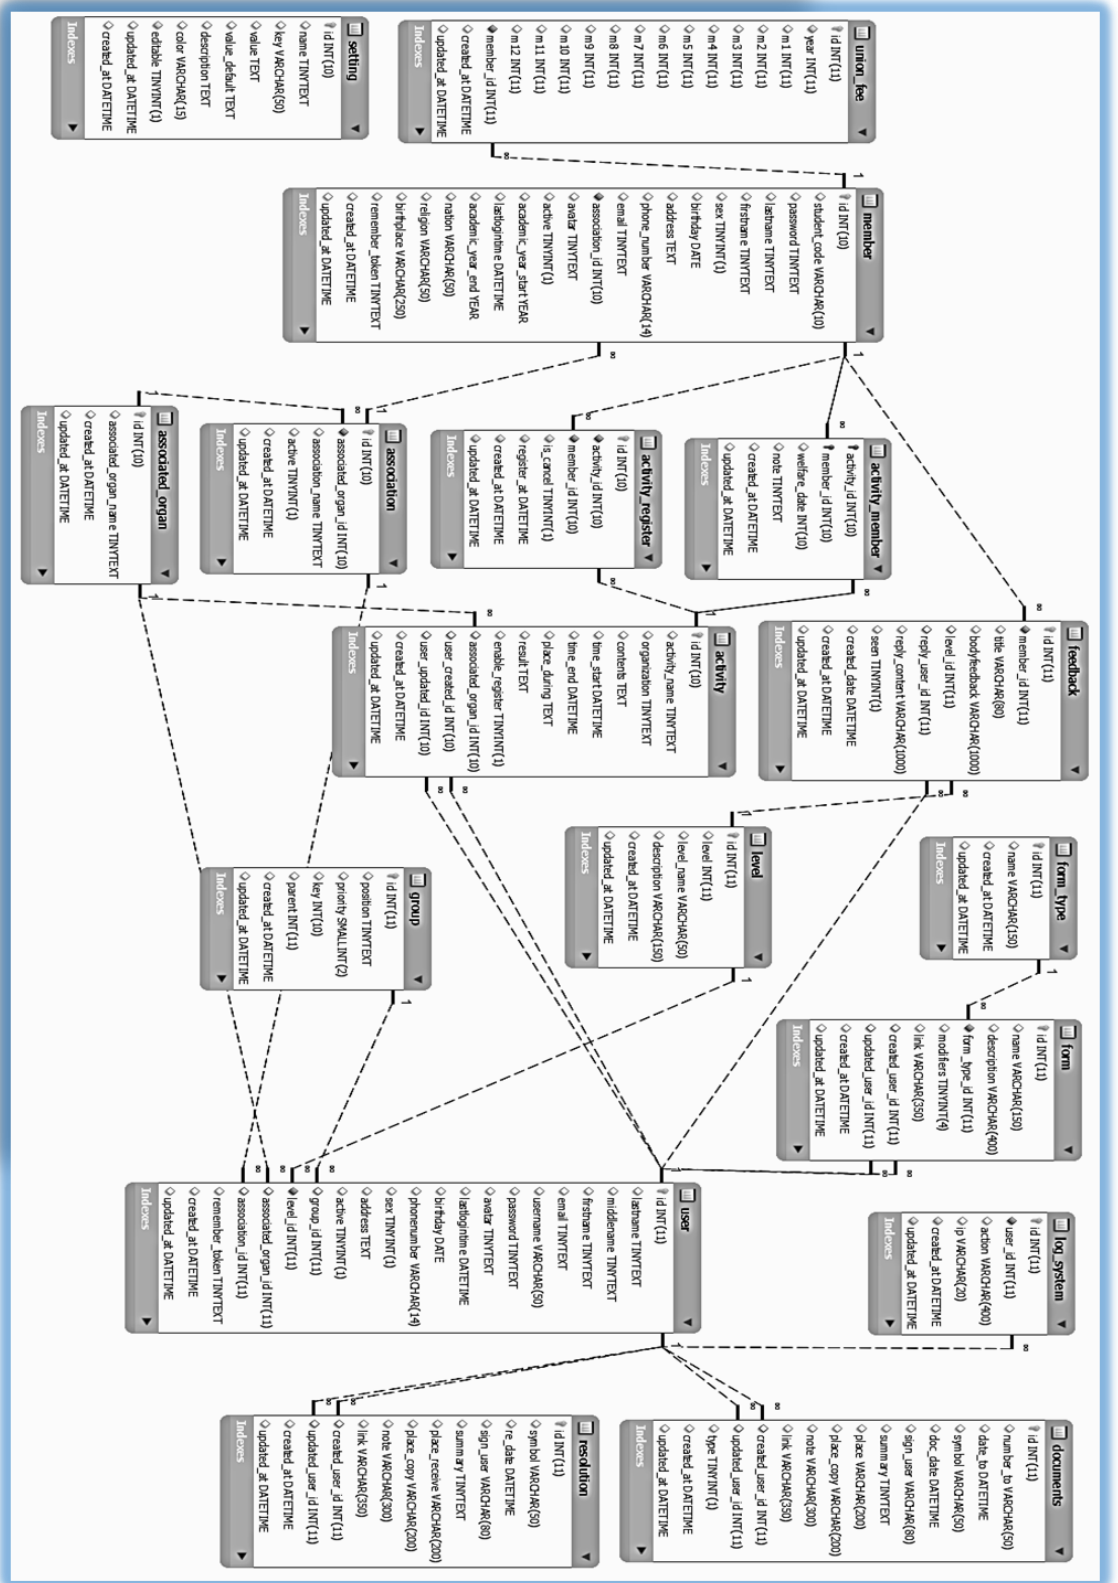 union_fee
id INT(11)
year INT(11)
m1 INT(11)
m2 INT(11)
m3 INT(11)
m4 INT(11)
m5 INT(11)
m6 INT(11)
m7 INT(11)
m8 INT(11)
m9 INT(11)
m10 INT(11)
m11 INT(11)
m12 INT(11)
member_id INT(11)
created_at DATETIME
updated_at DATETIME
Indexes
setting
id INT(10)
name TINYTEXT
key VARCHAR(50)
value TEXT
value_default TEXT
description TEXT
color VARCHAR(15)
editable TINYINT(1)
updated_at DATETIME
created_at DATETIME
Indexes
member
id INT(10)
student_code VARCHAR(10)
password TINYTEXT
lastname TINYTEXT
firstname TINYTEXT
sex TINYINT(1)
birthday DATE
address TEXT
phone_number VARCHAR(14)
email TINYTEXT
association_id INT(10)
avatar TINYTEXT
active TINYINT(1)
lastlogintime DATETIME
academic_year_start YEAR
academic_year_end YEAR
nation VARCHAR(50)
religion VARCHAR(50)
birthplace VARCHAR(250)
remember_token TINYTEXT
created_at DATETIME
updated_at DATETIME
Indexes
activity_member
activity_id INT(10)
member_id INT(10)
welfare_date INT(10)
note TINYTEXT
created_at DATETIME
updated_at DATETIME
Indexes
activity_register
id INT(10)
activity_id INT(10)
member_id INT(10)
is_cancel TINYINT(1)
register_at DATETIME
created_at DATETIME
updated_at DATETIME
Indexes
association
id INT(10)
associated_organ_id INT(10)
association_name TINYTEXT
active TINYINT(1)
created_at DATETIME
updated_at DATETIME
Indexes
associated_organ
id INT(10)
associated_organ_name TINYTEXT
created_at DATETIME
updated_at DATETIME
Indexes
feedback
id INT(11)
member_id INT(11)
title VARCHAR(80)
bodyfeedback VARCHAR(1000)
level_id INT(11)
reply_user_id INT(11)
reply_content VARCHAR(1000)
seen TINYINT(1)
created_date DATETIME
created_at DATETIME
updated_at DATETIME
Indexes
activity
id INT(10)
activity_name TINYTEXT
organization TINYTEXT
contents TEXT
time_start DATETIME
time_end DATETIME
place_during TEXT
result TEXT
enable_register TINYINT(1)
associated_organ_id INT(10)
user_created_id INT(10)
user_updated_id INT(10)
created_at DATETIME
updated_at DATETIME
Indexes
form_type
id INT(11)
name VARCHAR(150)
created_at DATETIME
updated_at DATETIME
Indexes
level
id INT(11)
level INT(11)
level_name VARCHAR(50)
description VARCHAR(150)
created_at DATETIME
updated_at DATETIME
Indexes
group
id INT(11)
position TINYTEXT
priority SMALLINT(2)
key INT(10)
parent INT(11)
created_at DATETIME
updated_at DATETIME
Indexes
form
id INT(11)
name VARCHAR(150)
description VARCHAR(400)
form_type_id INT(11)
modifiers TINYINT(4)
link VARCHAR(350)
created_user_id INT(11)
updated_user_id INT(11)
created_at DATETIME
updated_at DATETIME
Indexes
log_system
id INT(11)
user_id INT(11)
action VARCHAR(400)
ip VARCHAR(20)
created_at DATETIME
updated_at DATETIME
Indexes
user
id INT(11)
lastname TINYTEXT
middlename TINYTEXT
firstname TINYTEXT
email TINYTEXT
username VARCHAR(50)
password TINYTEXT
avatar TINYTEXT
lastlogintime DATETIME
birthday DATE
phonenumber VARCHAR(14)
sex TINYINT(1)
address TEXT
active TINYINT(1)
group_id INT(11)
level_id INT(11)
associated_organ_id INT(11)
association_id INT(11)
remember_token TINYTEXT
created_at DATETIME
updated_at DATETIME
Indexes
documents
id INT(11)
number_to VARCHAR(50)
date_to DATETIME
symbol VARCHAR(50)
doc_date DATETIME
sign_user VARCHAR(80)
summary TINYTEXT
place VARCHAR(200)
place_copy VARCHAR(200)
note VARCHAR(300)
link VARCHAR(350)
created_user_id INT(11)
updated_user_id INT(11)
type TINYINT(1)
created_at DATETIME
updated_at DATETIME
Indexes
resolution
id INT(11)
symbol VARCHAR(50)
re_date DATETIME
sign_user VARCHAR(80)
summary TINYTEXT
place_receive VARCHAR(200)
place_copy VARCHAR(200)
note VARCHAR(300)
link VARCHAR(350)
created_user_id INT(11)
updated_user_id INT(11)
created_at DATETIME
updated_at DATETIME
Indexes